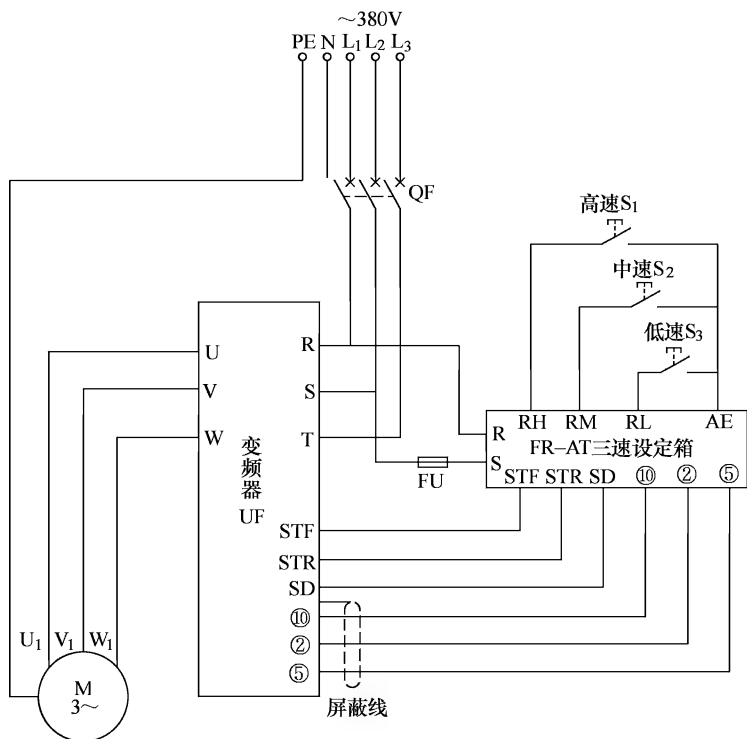 ～380V
PE N L₁ L₂ L₃
QF
高速S₁
中速S₂
低速S₃
U
V
W
R
S
T
变频器
UF
STF
STR
SD
⑩
②
⑤
RH RM RL AE
R
FR–AT三速设定箱
S
STF STR SD ⑩ ② ⑤
FU
U₁ V₁ W₁
M
3～
屏蔽线